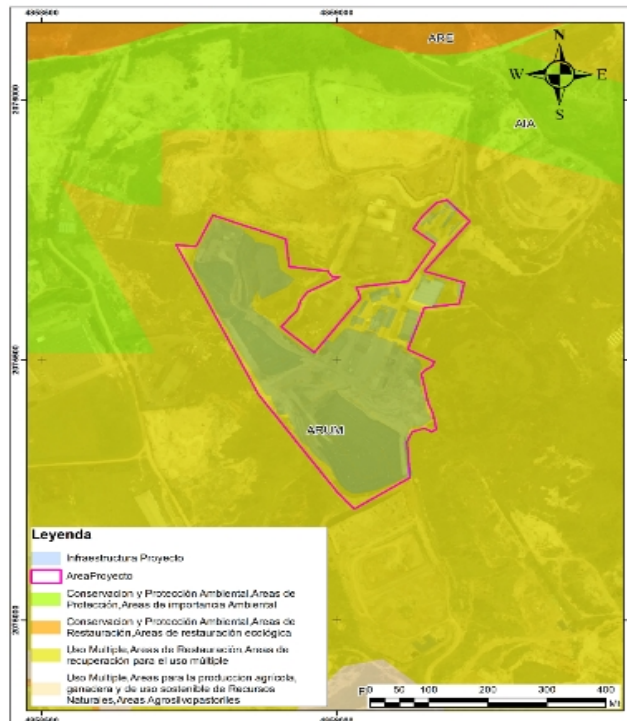 ARE
N
W E
S
AIA
ARUM
Leyenda
Infraestructura Proyecto
AreaProyecto
Conservacion y Protección Ambiental,Areas de
Protección,Areas de importancia Ambiental
Conservacion y Protección Ambiental,Areas de
Restauración,Areas de restauración ecológica
Uso Multiple,Areas de Restauración,Areas de
recuperación para el uso múltiple
Uso Multiple,Areas para la produccion agrícola,
ganadera y de uso sostenible de Recursos
Naturales,Areas Agrosilvopastoriles
0 50 100 200 300 400